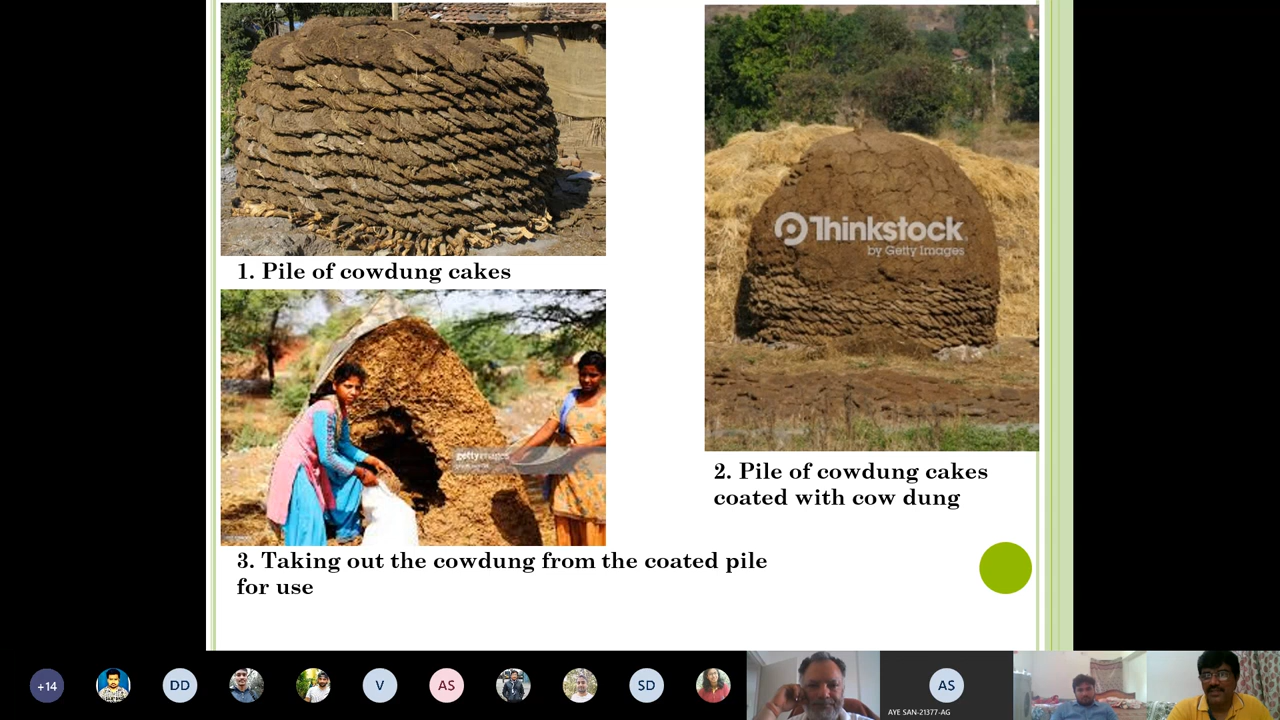 1. Pile of cowdung cakes
Thinkstock
by Getty Images
gettyimages
2. Pile of cowdung cakes
coated with cow dung
3. Taking out the cowdung from the coated pile
for use
+14
DD
V
AS
SD
AS
AYE SAN-21377-AG